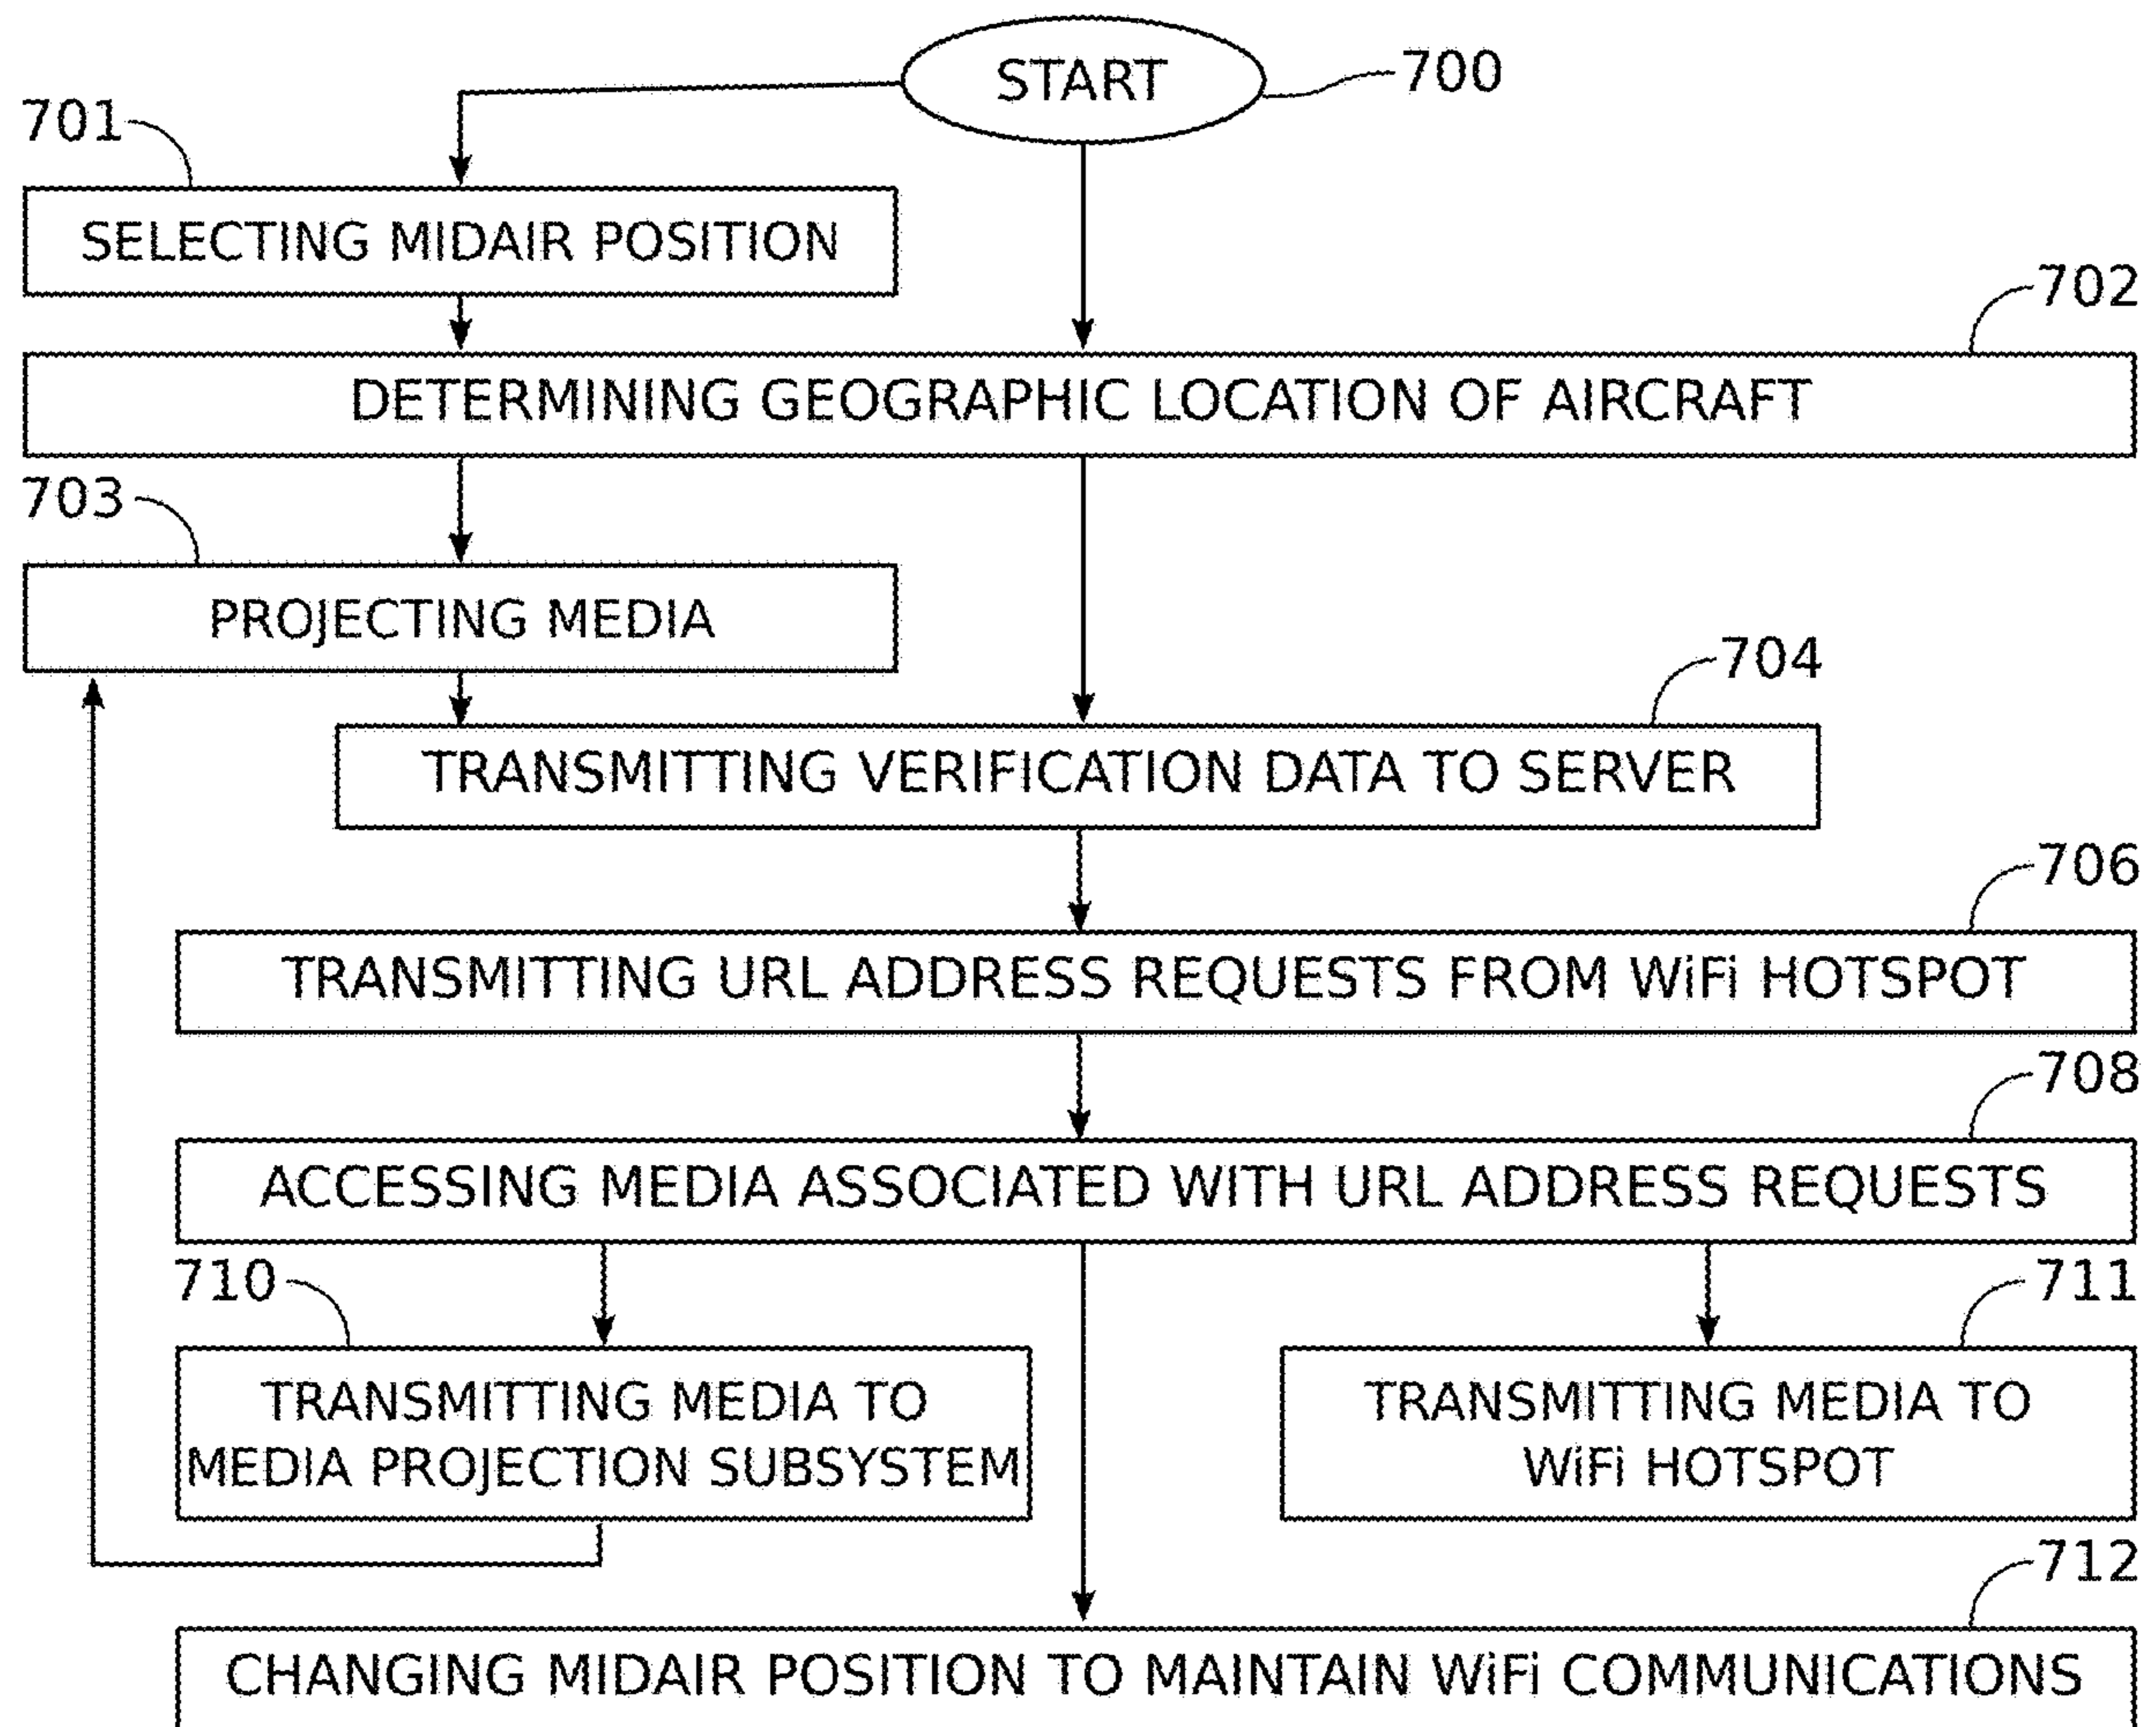 START
700
701
SELECTING MIDAIR POSITION
702
DETERMINING GEOGRAPHIC LOCATION OF AIRCRAFT
703
PROJECTING MEDIA
704
TRANSMITTING VERIFICATION DATA TO SERVER
706
TRANSMITTING URL ADDRESS REQUESTS FROM WiFi HOTSPOT
708
ACCESSING MEDIA ASSOCIATED WITH URL ADDRESS REQUESTS
710
TRANSMITTING MEDIA TO
MEDIA PROJECTION SUBSYSTEM
711
TRANSMITTING MEDIA TO
WiFi HOTSPOT
712
CHANGING MIDAIR POSITION TO MAINTAIN WiFi COMMUNICATIONS